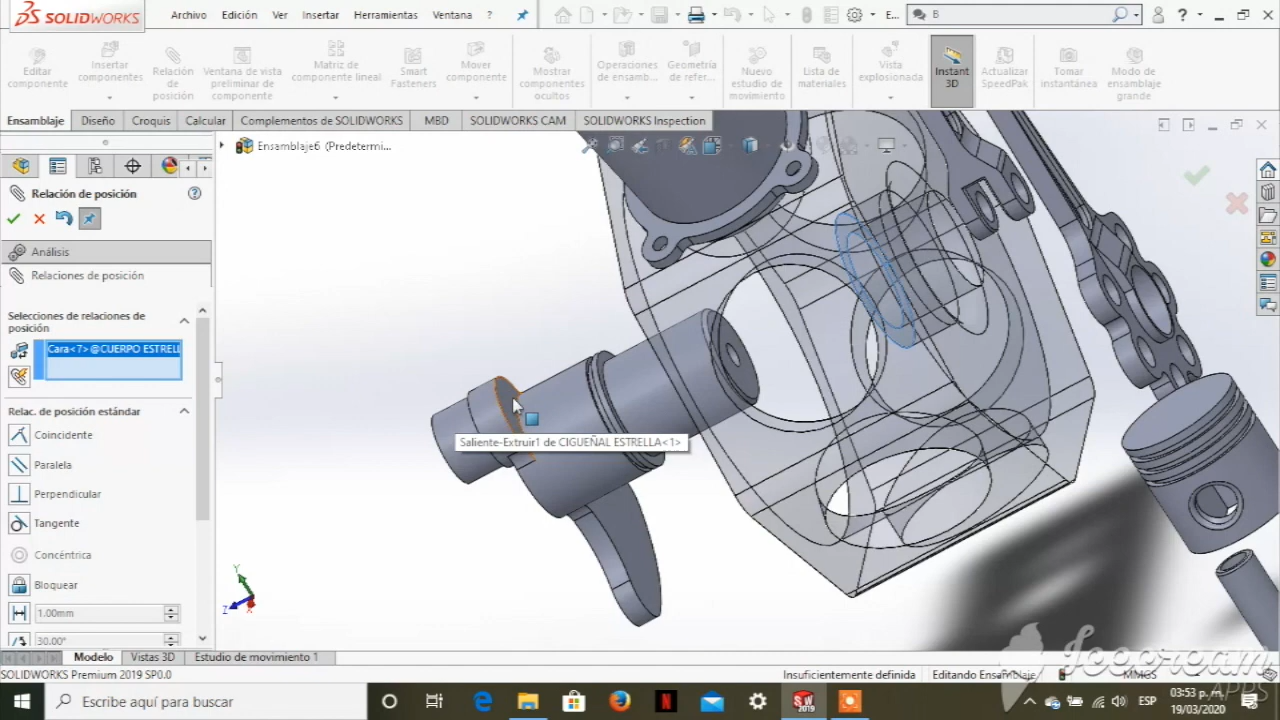 SOLIDWORKS
Archivo Edición Ver Insertar Herramientas Ventana ?
E...
B
Editar componente
Insertar componentes
Relación de posición
Ventana de vista preliminar de componente
Matriz de componente lineal
Smart Fasteners
Mover componente
Mostrar componentes ocultos
Operaciones de ensamb...
Geometría de refer...
Nuevo estudio de movimiento
Lista de materiales
Vista explosionada
Instant 3D
Actualizar SpeedPak
Tomar instantánea
Modo de ensamblaje grande
Ensamblaje Diseño Croquis Calcular Complementos de SOLIDWORKS MBD SOLIDWORKS CAM SOLIDWORKS Inspection
Ensamblaje6 (Predetermi...
Relación de posición
Análisis
Relaciones de posición
Selecciones de relaciones de
posición
Cara<7>@CUERPO ESTRELL
Relac. de posición estándar
Coincidente
Paralela
Perpendicular
Tangente
Concéntrica
Bloquear
1.00mm
30.00°
Saliente-Extruir1 de CIGUEÑAL ESTRELLA<1>
Y
Z
X
Modelo Vistas 3D Estudio de movimiento 1
SOLIDWORKS Premium 2019 SP0.0
Insuficientemente definida Editando Ensamblaje MMGS
Icecream
APPS
Escribe aquí para buscar
ESP
03:53 p.m.
19/03/2020